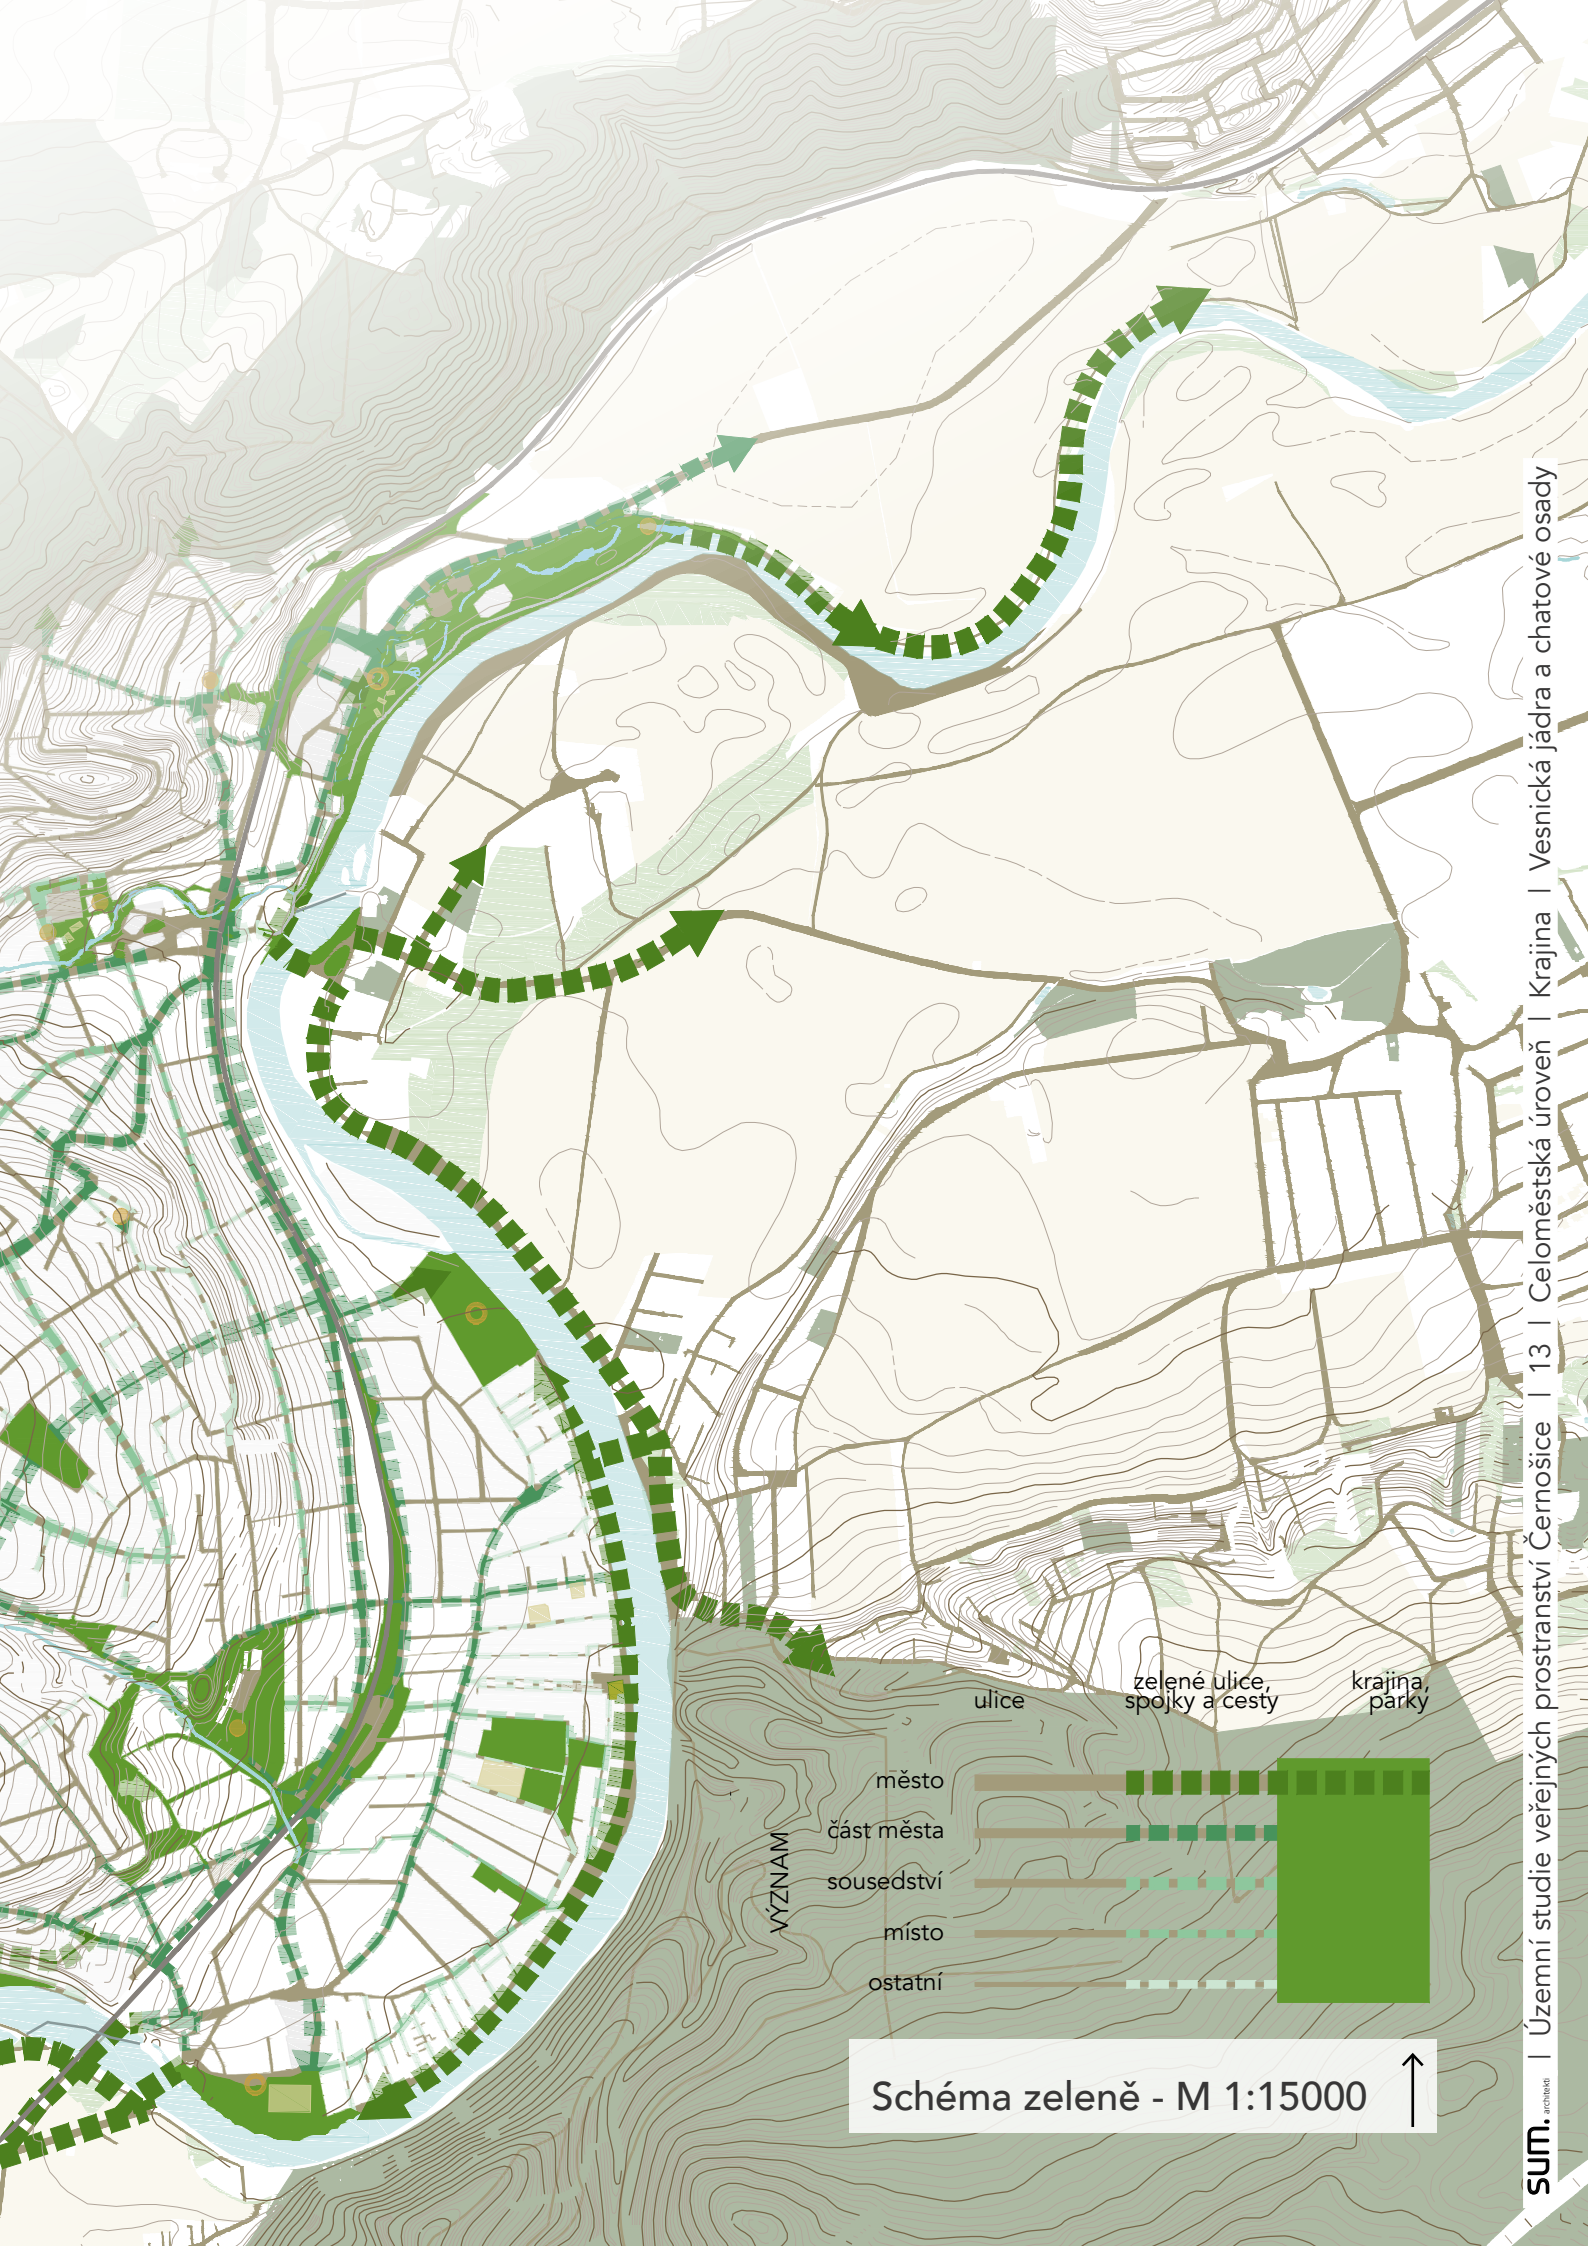 ulice
zelené ulice,
spojky a cesty
krajina,
parky
VÝZNAM
město
část města
sousedství
místo
ostatní
Schéma zeleně - M 1:15000
sum. architekti | Územní studie veřejných prostranství Černošice | 13 | Celoměstská úroveň | Krajina | Vesnická jádra a chatové osady